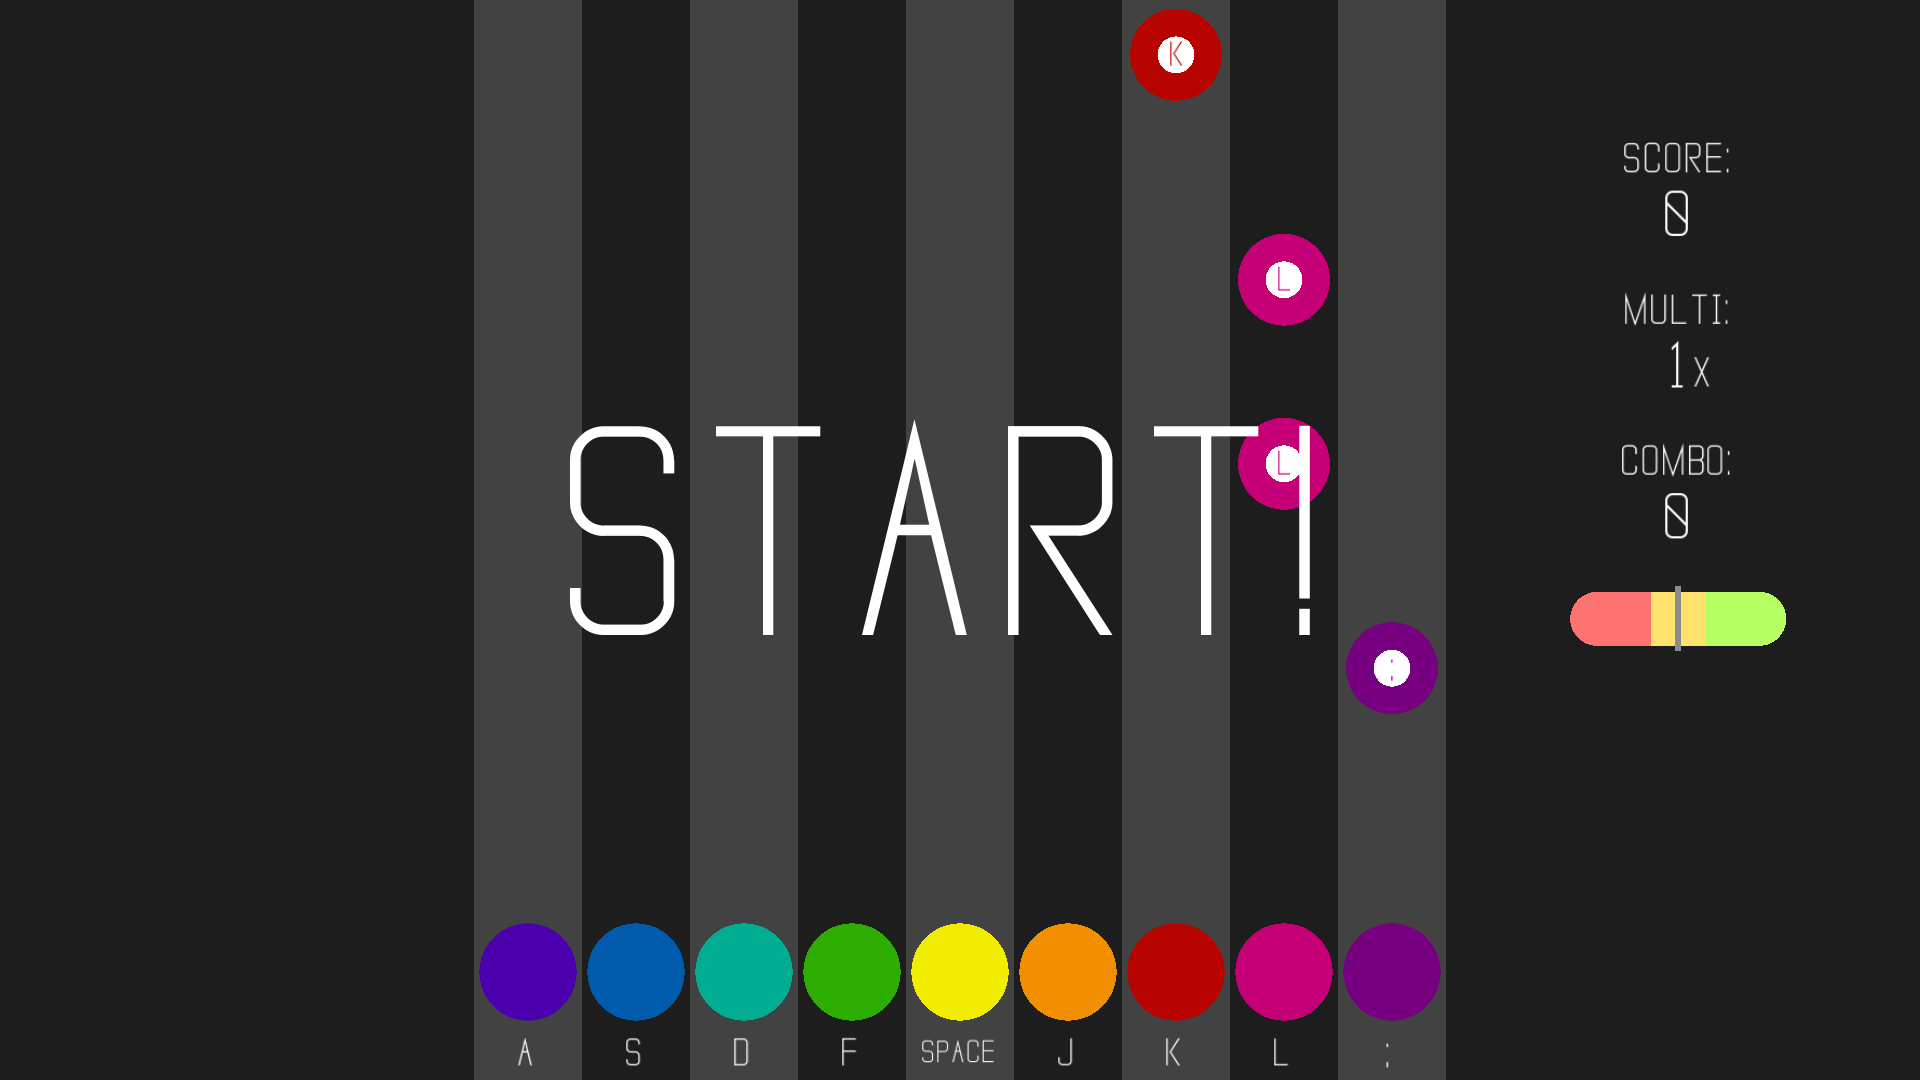 K
SCORE:
0
L
MULTI:
1x
START!
L
COMBO:
0
;
A S D F SPACE J K L ;